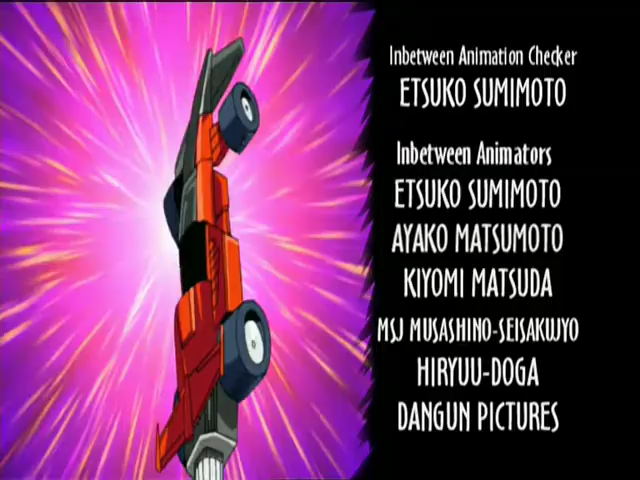 Inbetween Animation Checker
ETSUKO SUMIMOTO
Inbetween Animators
ETSUKO SUMIMOTO
AYAKO MATSUMOTO
KIYOMI MATSUDA
MSJ MUSASHINO-SEISAKUJYO
HIRYUU-DOGA
DANGUN PICTURES